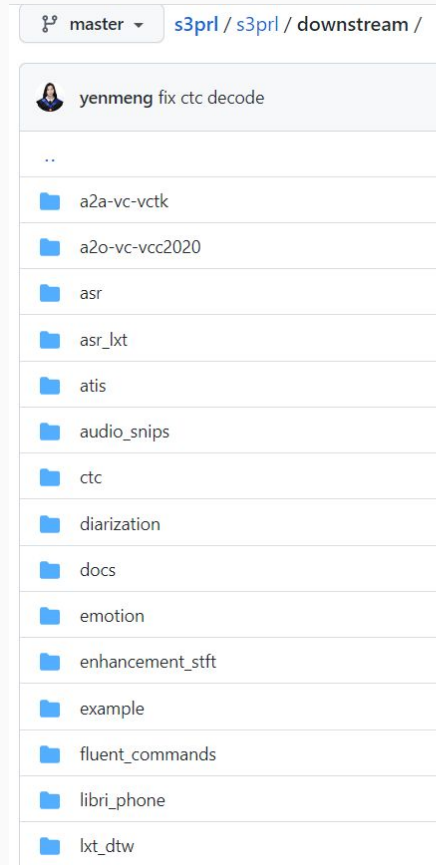 master s3prl / s3prl / downstream /
yenmeng fix ctc decode
..
a2a-vc-vctk
a2o-vc-vcc2020
asr
asr_lxt
atis
audio_snips
ctc
diarization
docs
emotion
enhancement_stft
example
fluent_commands
libri_phone
lxt_dtw